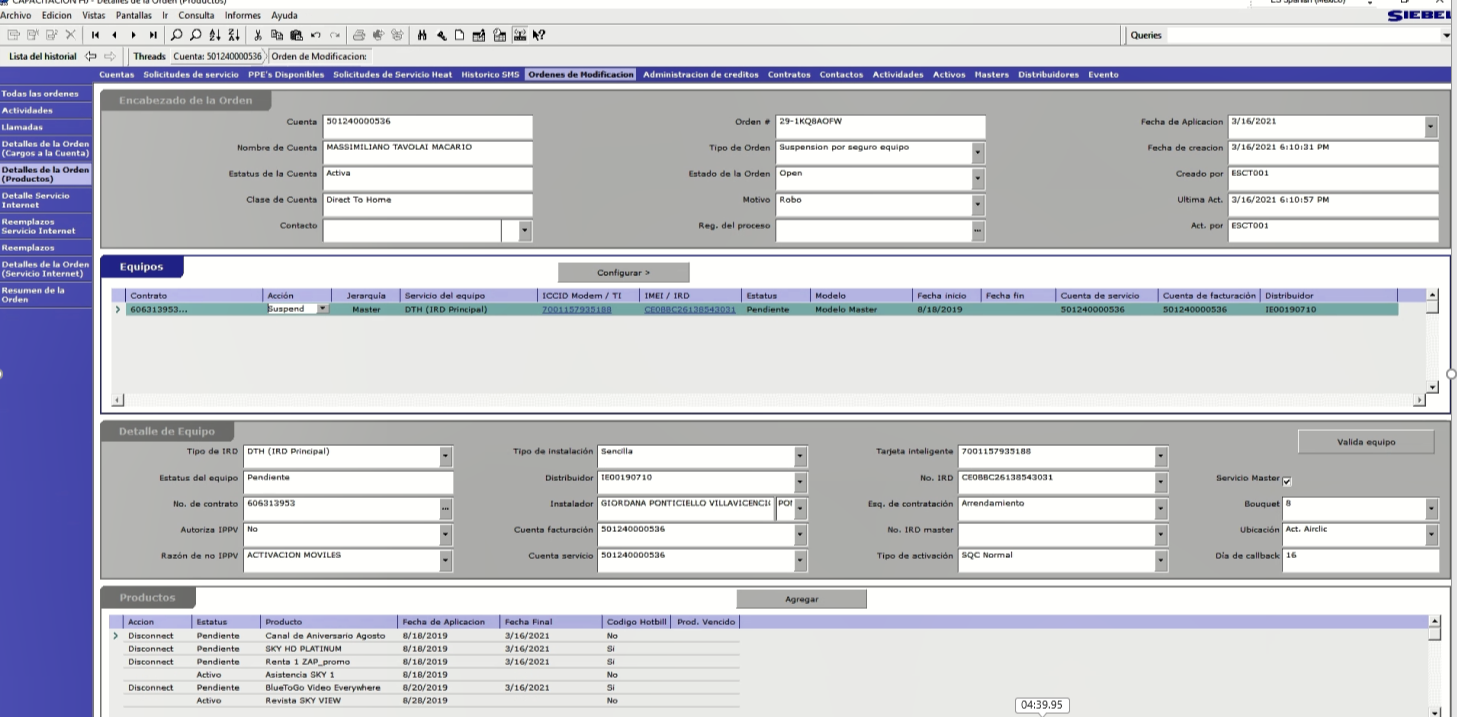 CAPACITACION F6 - Detalles de la Orden (Productos)
ES Spanish (Mexico)
Archivo Edicion Vistas Pantallas Ir Consulta Informes Ayuda
SIEBEL
Queries
Lista del historial Threads Cuenta: 501240000536 Orden de Modificacion:
Cuentas Solicitudes de servicio PPE's Disponibles Solicitudes de Servicio Heat Historico SMS Ordenes de Modificacion Administracion de creditos Contratos Contactos Actividades Activos Masters Distribuidores Evento
Todas las ordenes
Actividades
Llamadas
Detalles de la Orden
(Cargos a la Cuenta)
Detalles de la Orden
(Productos)
Detalle Servicio
Internet
Reemplazos
Servicio Internet
Reemplazos
Detalles de la Orden
(Servicio Internet)
Resumen de la
Orden
Encabezado de la Orden
Cuenta 501240000536 Orden # 29-1KQ8AOFW Fecha de Aplicacion 3/16/2021
Nombre de Cuenta MASSIMILIANO TAVOLAI MACARIO Tipo de Orden Suspension por seguro equipo Fecha de creacion 3/16/2021 6:10:31 PM
Estatus de la Cuenta Activa Estado de la Orden Open Creado por ESCT001
Clase de Cuenta Direct To Home Motivo Robo Ultima Act. 3/16/2021 6:10:57 PM
Contacto Reg. del proceso Act. por ESCT001
Equipos Configurar >
Contrato Acción Jerarquía Servicio del equipo ICCID Modem / TI IMEI / IRD Estatus Modelo Fecha inicio Fecha fin Cuenta de servicio Cuenta de facturación Distribuidor
606313953... Suspend Master DTH (IRD Principal) 7001157935188 CE0BBC26138543031 Pendiente Modelo Master 8/18/2019 501240000536 501240000536 IE00190710
Detalle de Equipo Valida equipo
Tipo de IRD DTH (IRD Principal) Tipo de instalación Sencilla Tarjeta inteligente 7001157935188
Estatus del equipo Pendiente Distribuidor IE00190710 No. IRD CE0BBC26138543031 Servicio Master
No. de contrato 606313953 Instalador GIORDANA PONTICIELLO VILLAVICENCI Esq. de contratación Arrendamiento Bouquet 8
Autoriza IPPV No Cuenta facturación 501240000536 No. IRD master Ubicación Act. Airclic
Razón de no IPPV ACTIVACION MOVILES Cuenta servicio 501240000536 Tipo de activación SQC Normal Día de callback 16
Productos Agregar
Accion Estatus Producto Fecha de Aplicacion Fecha Final Codigo Hotbill Prod. Vencido
Disconnect Pendiente Canal de Aniversario Agosto 8/18/2019 3/16/2021 No
Disconnect Pendiente SKY HD PLATINUM 8/18/2019 3/16/2021 Si
Disconnect Pendiente Renta 1 ZAP_promo 8/18/2019 3/16/2021 Si
Activo Asistencia SKY 1 8/18/2019 No
Disconnect Pendiente BlueToGo Video Everywhere 8/20/2019 3/16/2021 Si
Activo Revista SKY VIEW 8/28/2019 No
04:39.95